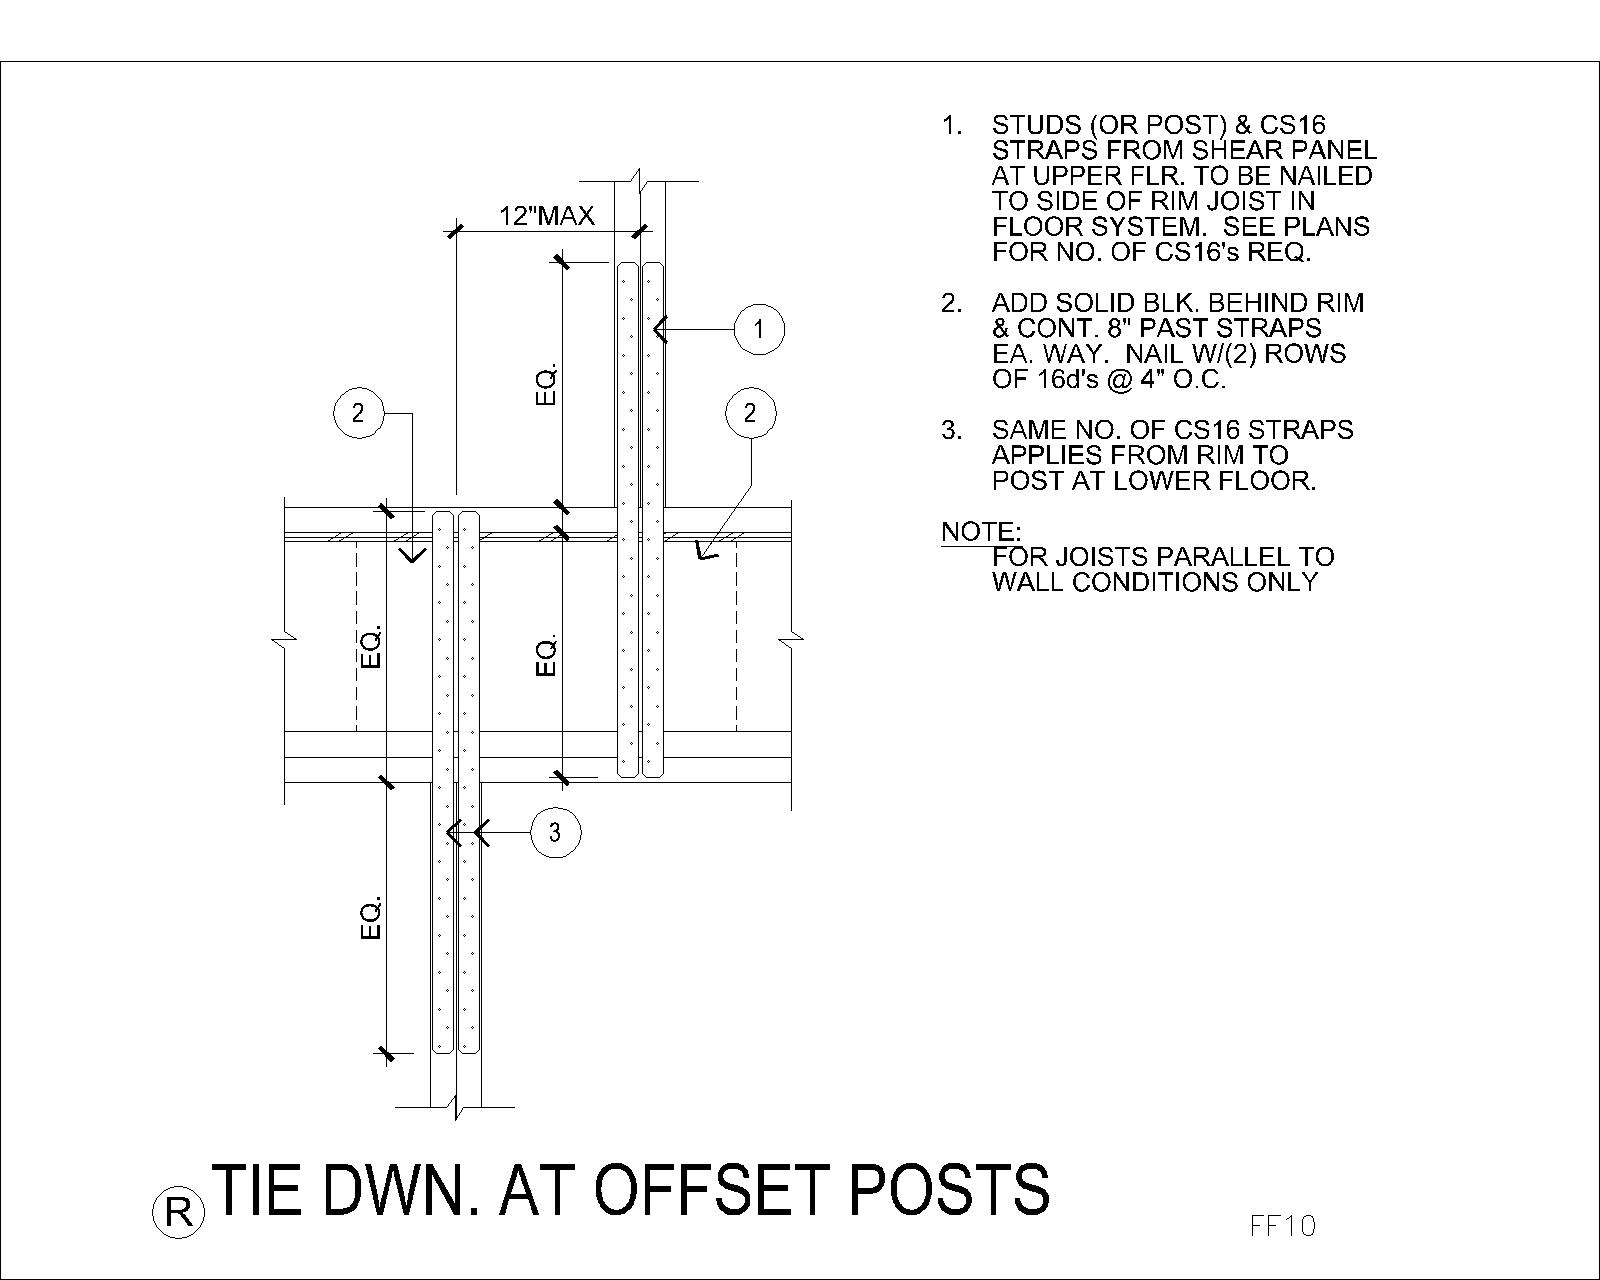 1. STUDS (OR POST) & CS16
STRAPS FROM SHEAR PANEL
AT UPPER FLR. TO BE NAILED
TO SIDE OF RIM JOIST IN
FLOOR SYSTEM. SEE PLANS
FOR NO. OF CS16's REQ.
2. ADD SOLID BLK. BEHIND RIM
& CONT. 8" PAST STRAPS
EA. WAY. NAIL W/(2) ROWS
OF 16d's @ 4" O.C.
3. SAME NO. OF CS16 STRAPS
APPLIES FROM RIM TO
POST AT LOWER FLOOR.
NOTE:
FOR JOISTS PARALLEL TO
WALL CONDITIONS ONLY
12"MAX
1
EQ.
2
2
EQ.
EQ.
3
EQ.
R TIE DWN. AT OFFSET POSTS
FF10